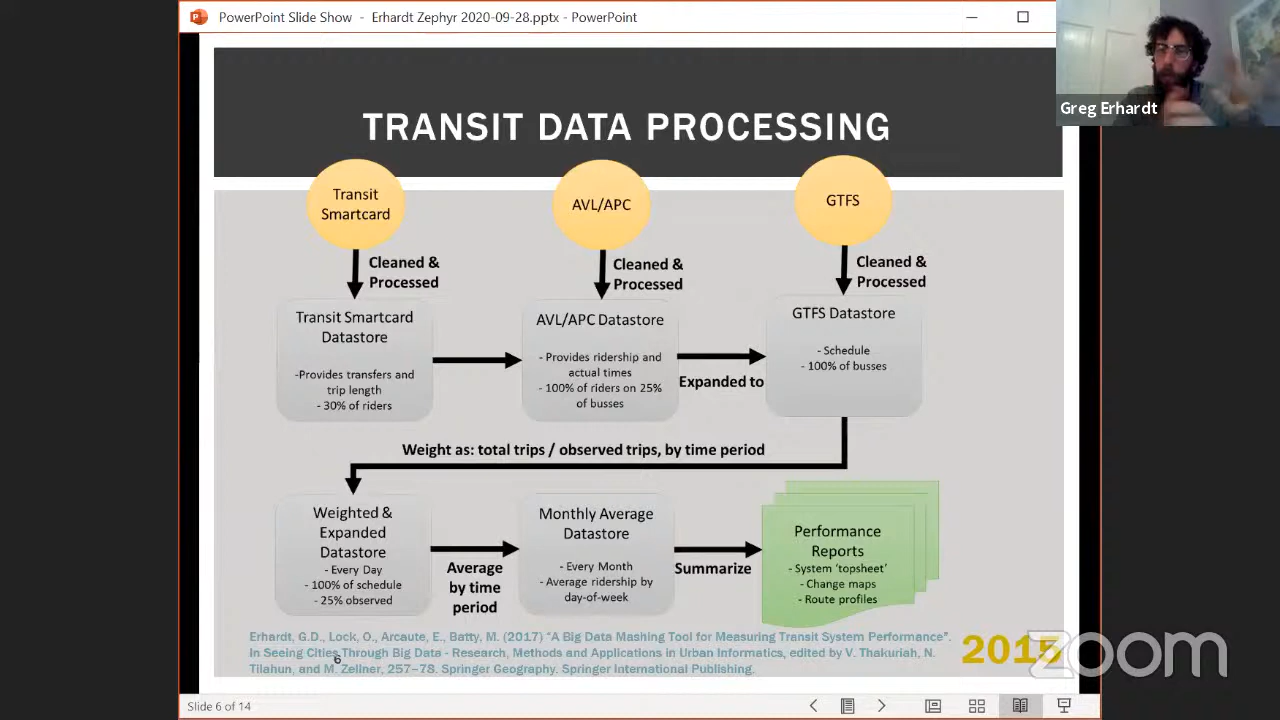 PowerPoint Slide Show - Erhardt Zephyr 2020-09-28.pptx - PowerPoint
Greg Erhardt
TRANSIT DATA PROCESSING
Transit
Smartcard
AVL/APC
GTFS
Cleaned &
Processed
Cleaned &
Processed
Cleaned &
Processed
Transit Smartcard
Datastore
-Provides transfers and
trip length
- 30% of riders
AVL/APC Datastore
- Provides ridership and
actual times
- 100% of riders on 25%
of busses
Expanded to
GTFS Datastore
- Schedule
- 100% of busses
Weight as: total trips / observed trips, by time period
Weighted &
Expanded
Datastore
- Every Day
- 100% of schedule
- 25% observed
Average
by time
period
Monthly Average
Datastore
- Every Month
- Average ridership by
day-of-week
Summarize
Performance
Reports
- System ‘topsheet’
- Change maps
- Route profiles
Erhardt, G.D., Lock, O., Arcaute, E., Batty, M. (2017) “A Big Data Mashing Tool for Measuring Transit System Performance”.
In Seeing Cities Through Big Data - Research, Methods and Applications in Urban Informatics, edited by V. Thakuriah, N.
Tilahun, and M. Zellner, 257–78. Springer Geography. Springer International Publishing.
6
2015
zoom
Slide 6 of 14